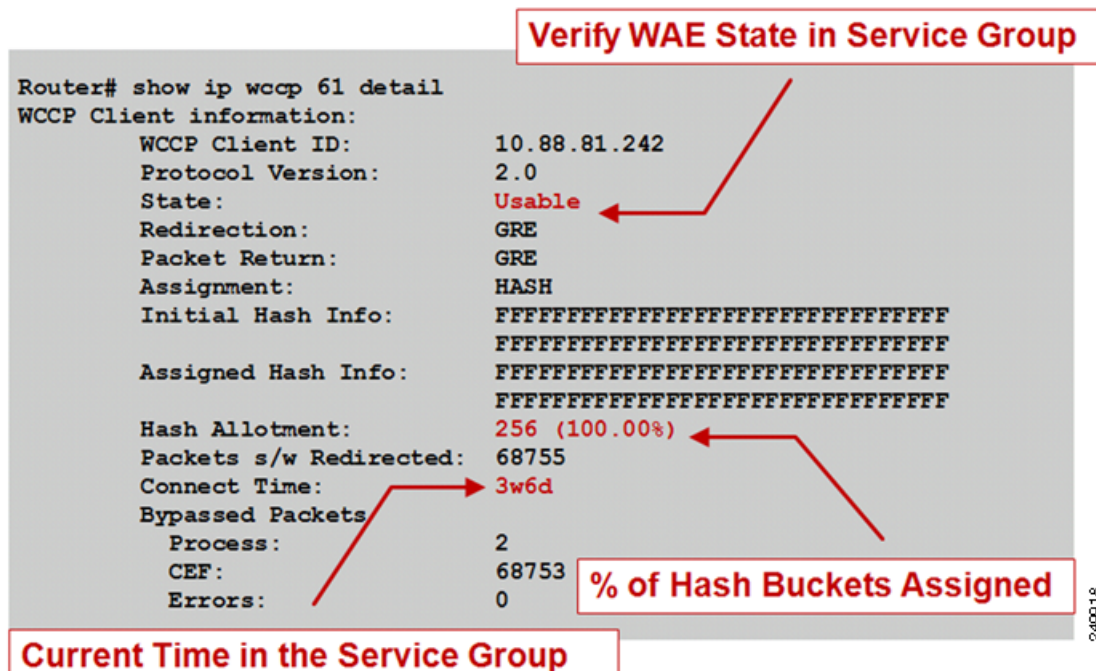 Verify WAE State in Service Group
Router# show ip wccp 61 detail
WCCP Client information:
WCCP Client ID: 10.88.81.242
Protocol Version: 2.0
State: Usable
Redirection: GRE
Packet Return: GRE
Assignment: HASH
Initial Hash Info: FFFFFFFFFFFFFFFFFFFFFFFFFFFFFFFF
FFFFFFFFFFFFFFFFFFFFFFFFFFFFFFFF
Assigned Hash Info: FFFFFFFFFFFFFFFFFFFFFFFFFFFFFFFF
FFFFFFFFFFFFFFFFFFFFFFFFFFFFFFFF
Hash Allotment: 256 (100.00%)
Packets s/w Redirected: 68755
Connect Time: 3w6d
Bypassed Packets
Process: 2
CEF: 68753
Errors: 0
% of Hash Buckets Assigned
Current Time in the Service Group
249918